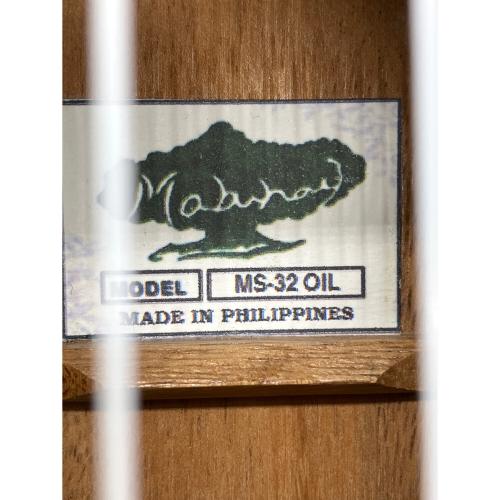 Mabuhay
MODEL MS-32 OIL
MADE IN PHILIPPINES